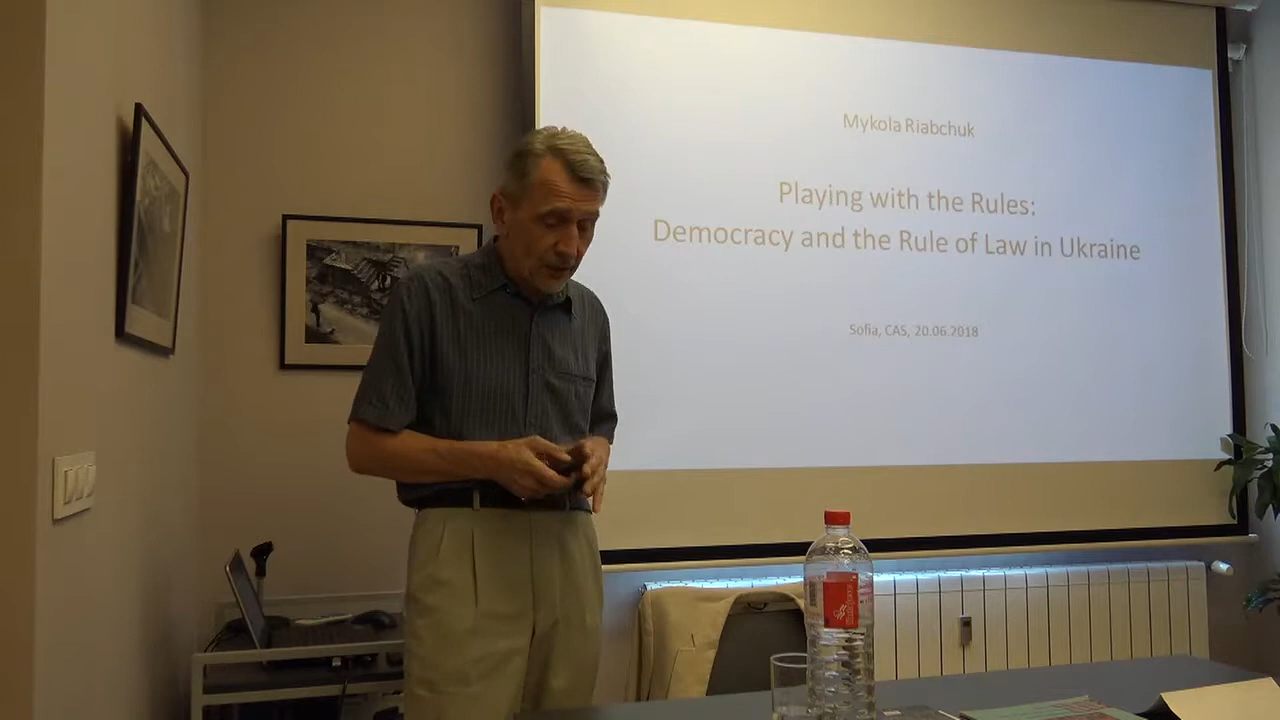 Mykola Riabchuk
Playing with the Rules:
Democracy and the Rule of Law in Ukraine
Sofia, CAS, 20.06.2018